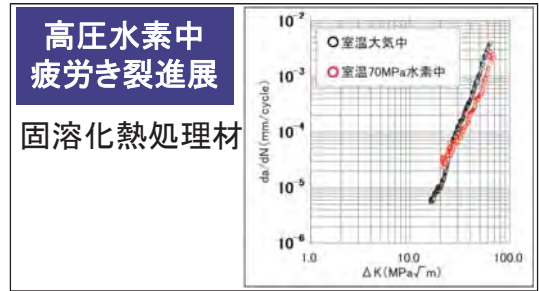 高圧水素中
疲労き裂進展
固溶化熱処理材
室温大気中
室温70MPa水素中
da/dN(mm/cycle)
10⁻²
10⁻³
10⁻⁴
10⁻⁵
10⁻⁶
1.0
10.0
100.0
ΔK(MPa√m)